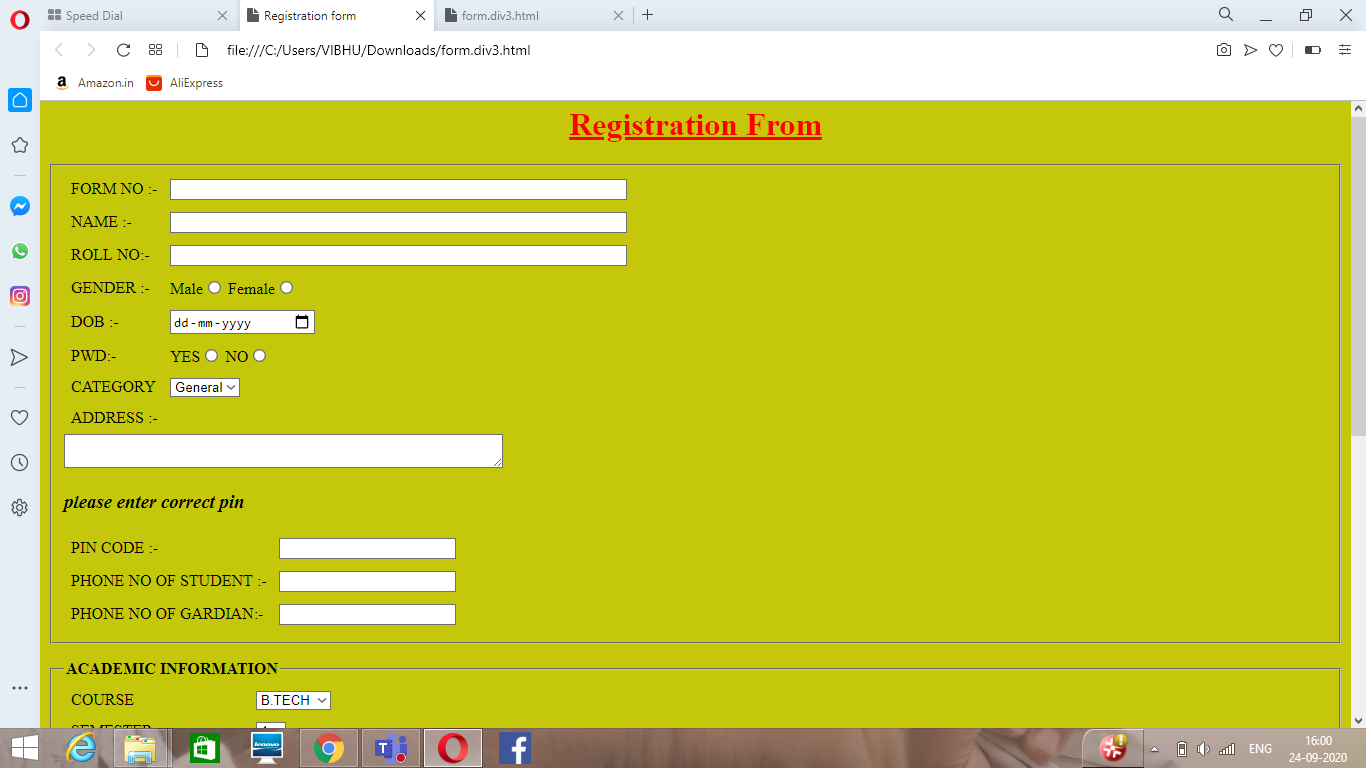 Speed Dial
Registration form
form.div3.html
file:///C:/Users/VIBHU/Downloads/form.div3.html
Amazon.in
AliExpress
Registration From
FORM NO :-
NAME :-
ROLL NO:-
GENDER :- Male Female
DOB :- dd-mm-yyyy
PWD:- YES NO
CATEGORY General
ADDRESS :-
please enter correct pin
PIN CODE :-
PHONE NO OF STUDENT :-
PHONE NO OF GARDIAN:-
ACADEMIC INFORMATION
COURSE B.TECH
SEMESTER
lenovo
ENG
16:00
24-09-2020